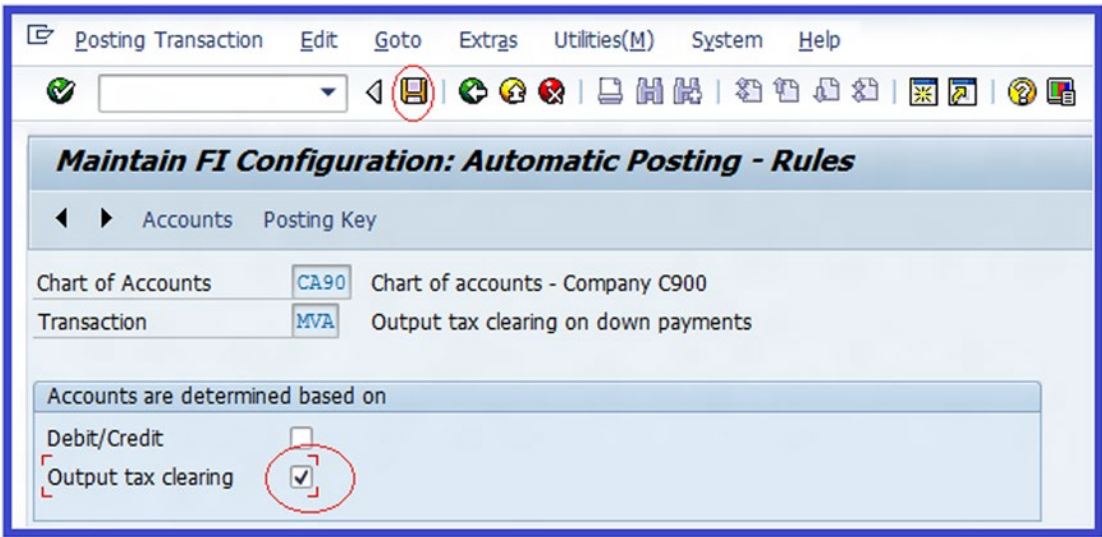 Posting Transaction Edit Goto Extras Utilities(M) System Help
Maintain FI Configuration: Automatic Posting - Rules
Accounts Posting Key
Chart of Accounts CA90 Chart of accounts - Company C900
Transaction MVA Output tax clearing on down payments
Accounts are determined based on
Debit/Credit
Output tax clearing